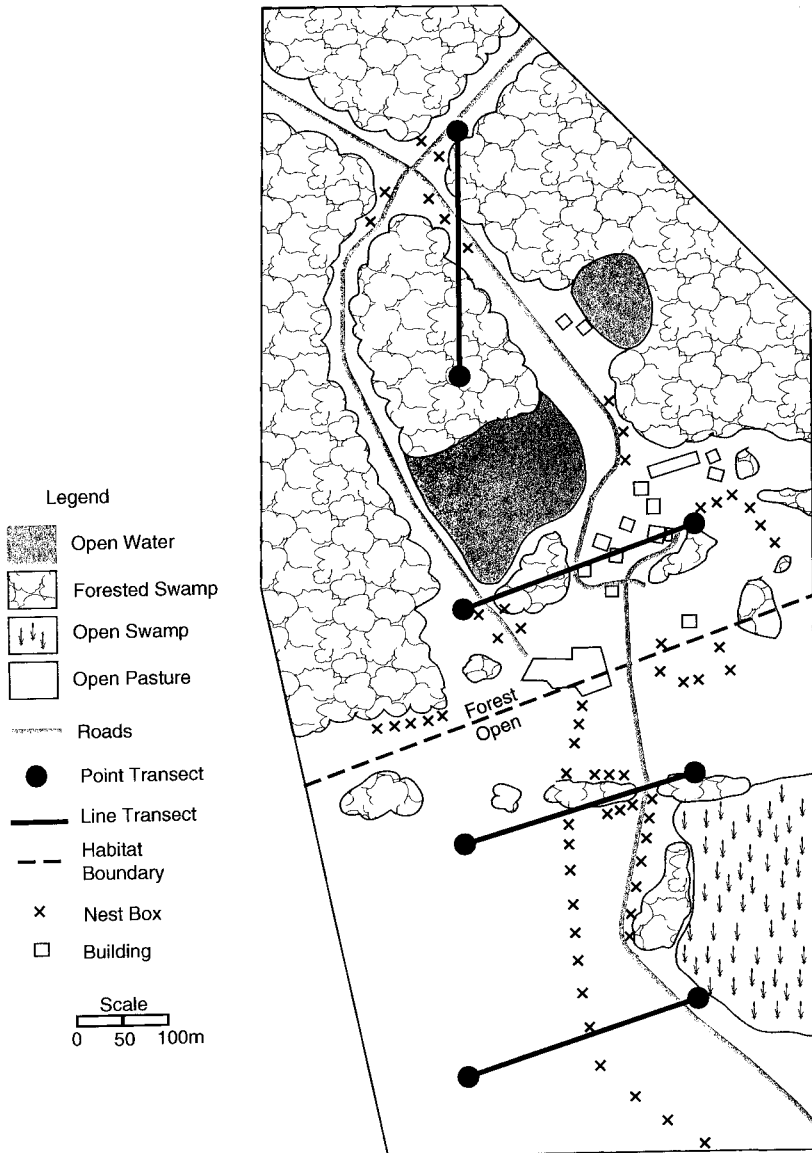 Forest
Open
Legend
Open Water
Forested Swamp
Open Swamp
Open Pasture
Roads
Point Transect
Line Transect
Habitat
Boundary
Nest Box
Building
Scale
0 50 100m